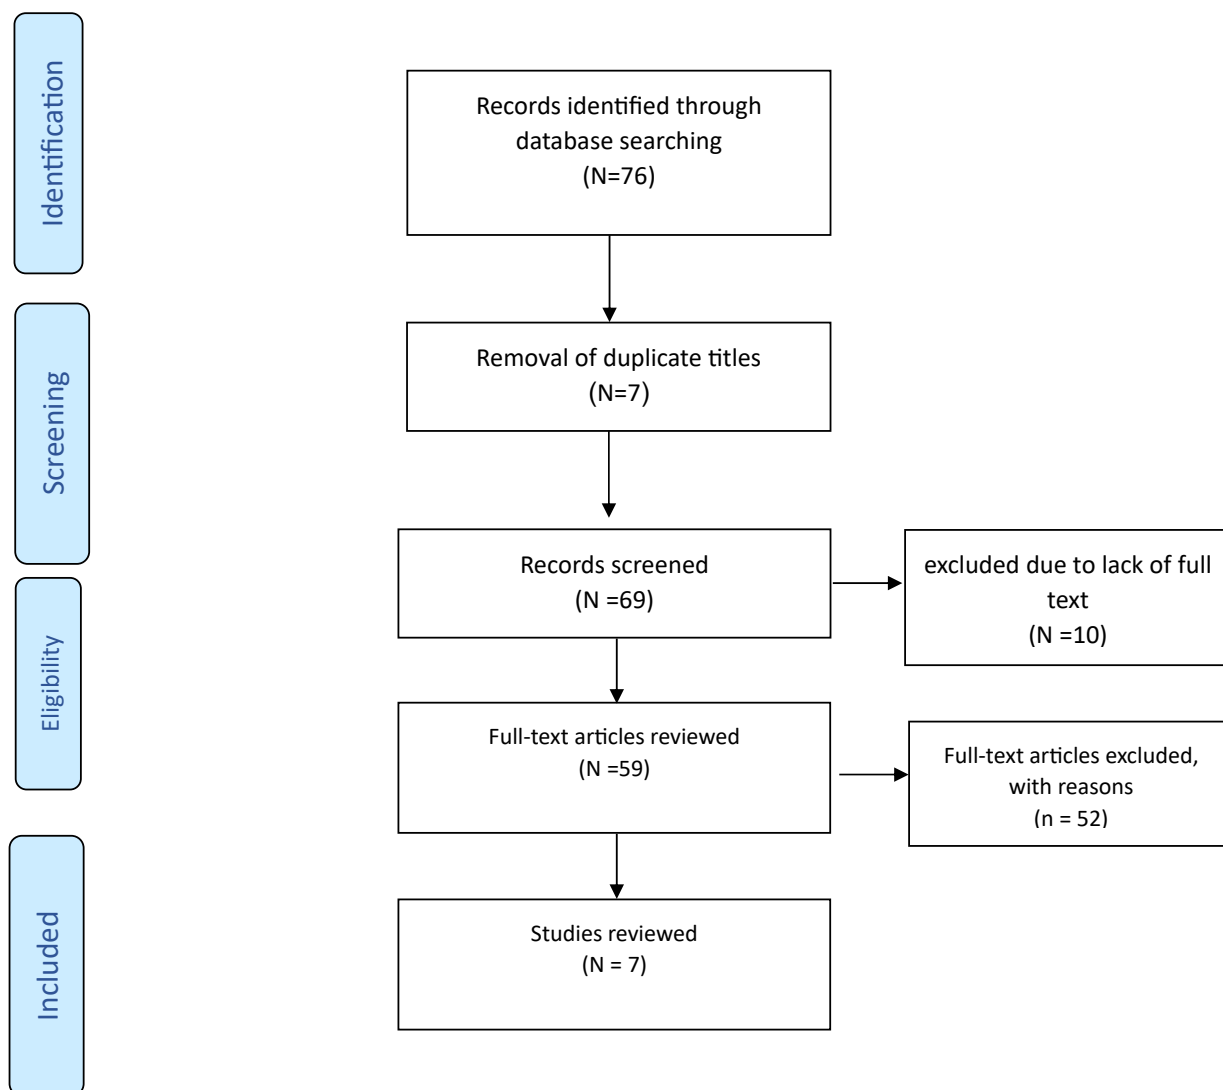 Identification
Records identified through
database searching
(N=76)
Removal of duplicate titles
(N=7)
Screening
Records screened
(N =69)
excluded due to lack of full
text
(N =10)
Eligibility
Full-text articles reviewed
(N =59)
Full-text articles excluded,
with reasons
(n = 52)
Included
Studies reviewed
(N = 7)